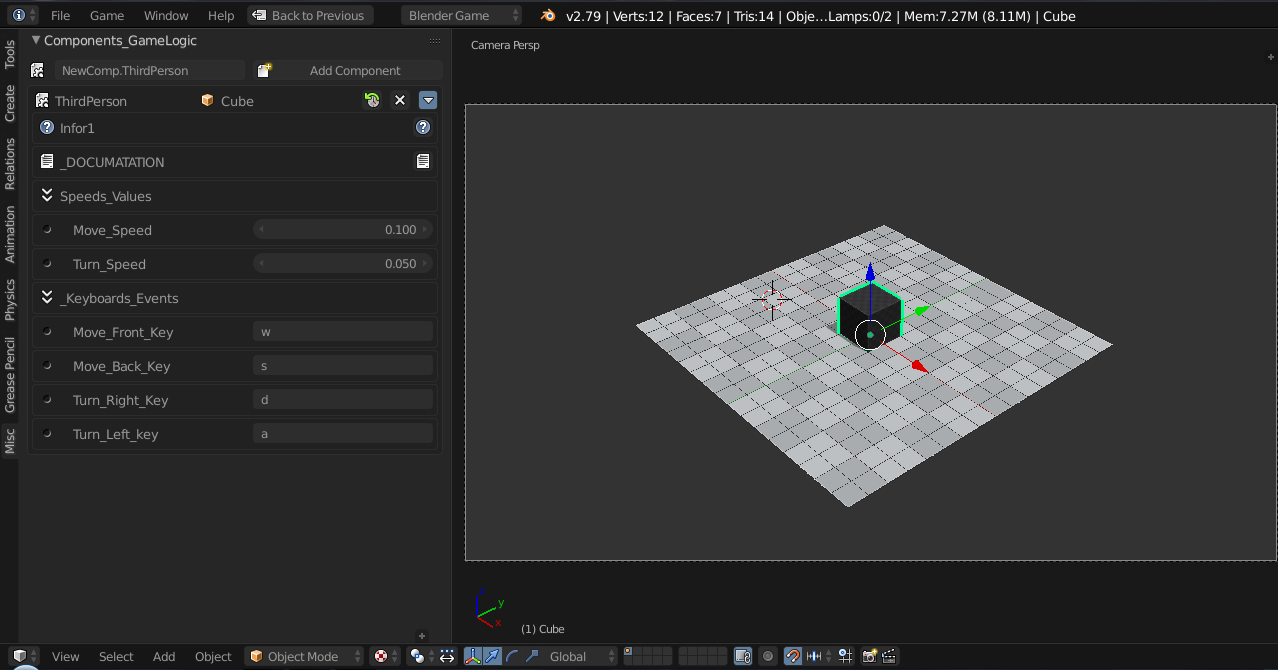 File Game Window Help Back to Previous Blender Game v2.79 | Verts:12 | Faces:7 | Tris:14 | Obje...Lamps:0/2 | Mem:7.27M (8.11M) | Cube
Tools
Create
Relations
Animation
Physics
Grease Pencil
Misc
Components_GameLogic
NewComp.ThirdPerson Add Component
ThirdPerson Cube
Infor1
_DOCUMATATION
Speeds_Values
Move_Speed 0.100
Turn_Speed 0.050
_Keyboards_Events
Move_Front_Key w
Move_Back_Key s
Turn_Right_Key d
Turn_Left_key a
Camera Persp
z
y
x
(1) Cube
View Select Add Object Object Mode Global